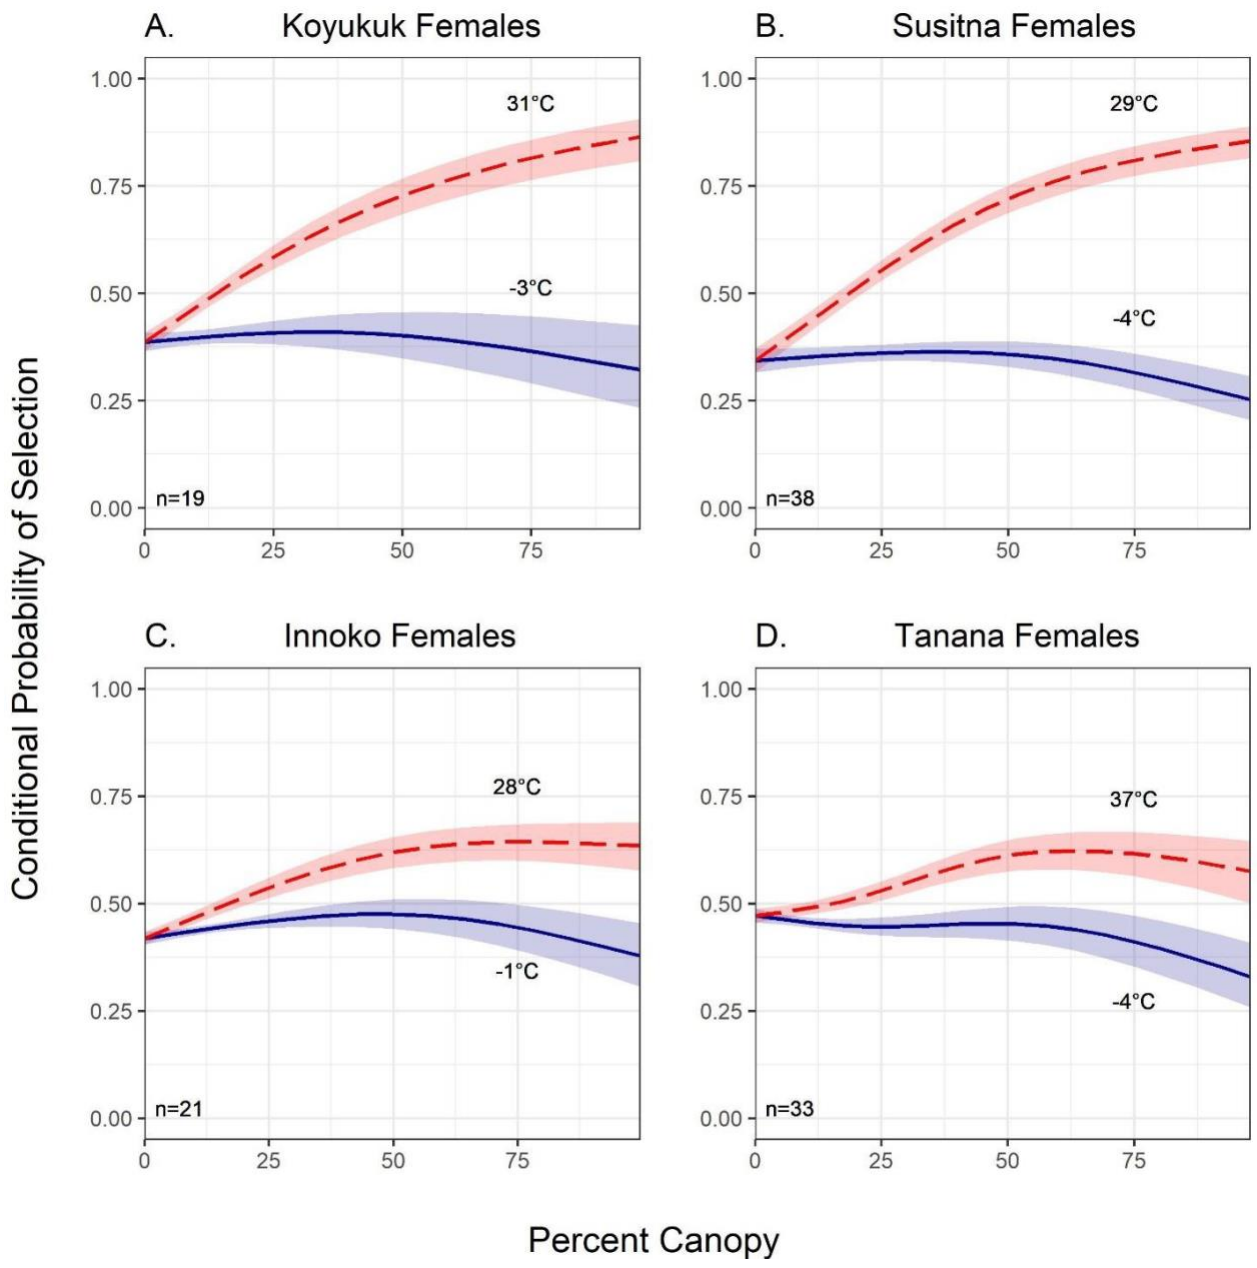 A. Koyukuk Females
B. Susitna Females
1.00
0.75
0.50
0.25
0.00
31°C
-3°C
n=19
0 25 50 75
1.00
0.75
0.50
0.25
0.00
29°C
-4°C
n=38
0 25 50 75
C. Innoko Females
D. Tanana Females
1.00
0.75
0.50
0.25
0.00
28°C
-1°C
n=21
0 25 50 75
1.00
0.75
0.50
0.25
0.00
37°C
-4°C
n=33
0 25 50 75
Conditional Probability of Selection
Percent Canopy